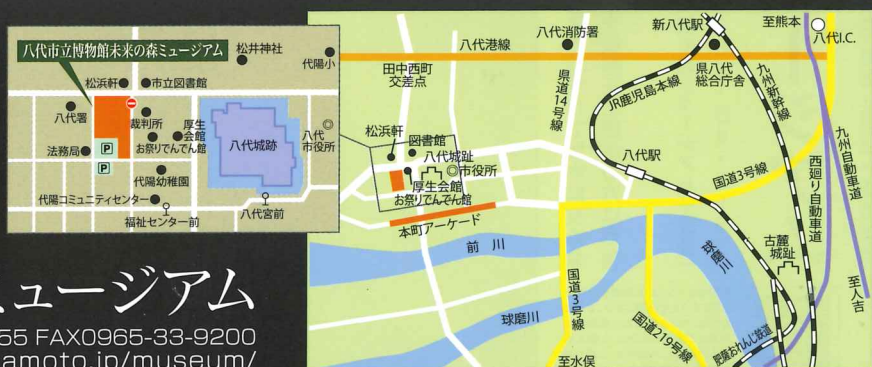 八代市立博物館未来の森ミュージアム
松井神社
代陽小
松浜軒
市立図書館
八代署
裁判所
厚生会館
お祭りでんでん館
八代城跡
八代市役所
法務局
P
P
代陽幼稚園
代陽コミュニティセンター
福祉センター前
八代宮前
ミュージアム
55 FAX0965-33-9200
amoto.jp/museum/
八代消防署
新八代駅
至熊本
八代I.C.
八代港線
田中西町交差点
県道14号線
JR鹿児島本線
県八代総合庁舎
九州新幹線
九州自動車道
西廻り自動車道
松浜軒
図書館
八代城趾
市役所
厚生会館
お祭りでんでん館
本町アーケード
八代駅
国道3号線
前川
球磨川
古麓城趾
至人吉
国道3号線
球磨川
国道219号線
肥薩おれんじ鉄道
至水俣